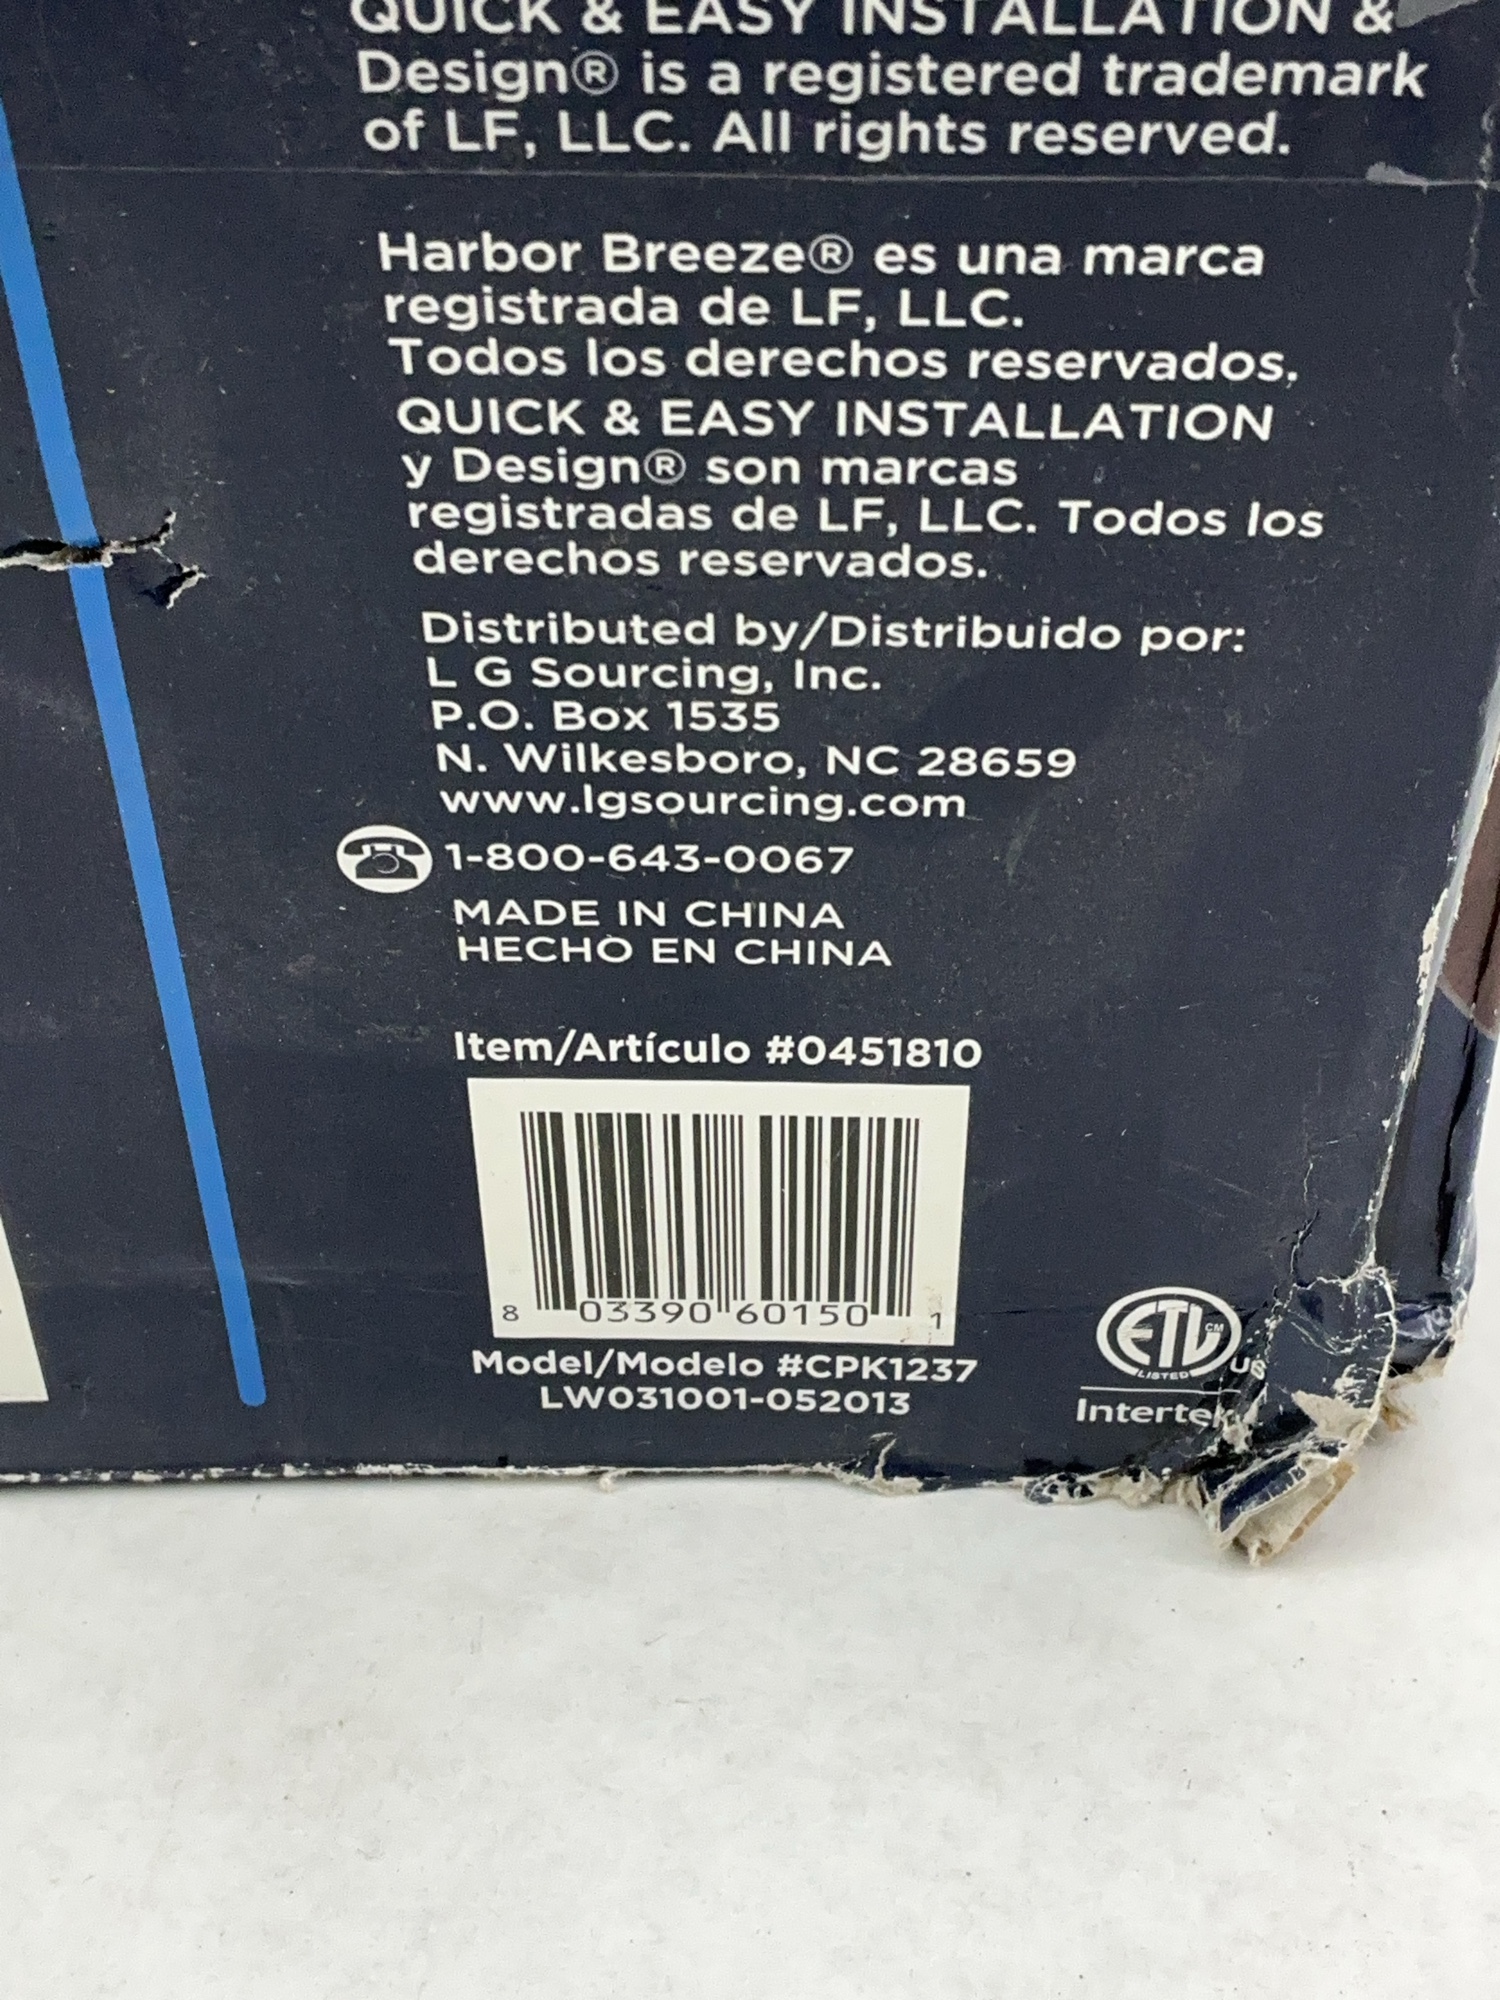 QUICK & EASY INSTALLATION &
Design® is a registered trademark
of LF, LLC. All rights reserved.
Harbor Breeze® es una marca
registrada de LF, LLC.
Todos los derechos reservados,
QUICK & EASY INSTALLATION
y Design® son marcas
registradas de LF, LLC. Todos los
derechos reservados.
Distributed by/Distribuido por:
L G Sourcing, Inc.
P.O. Box 1535
N. Wilkesboro, NC 28659
www.lgsourcing.com
1-800-643-0067
MADE IN CHINA
HECHO EN CHINA
Item/Artículo #0451810
8 03390 60150 1
Model/Modelo #CPK1237
LW031001-052013
ETL CM
LISTED US
Intertek